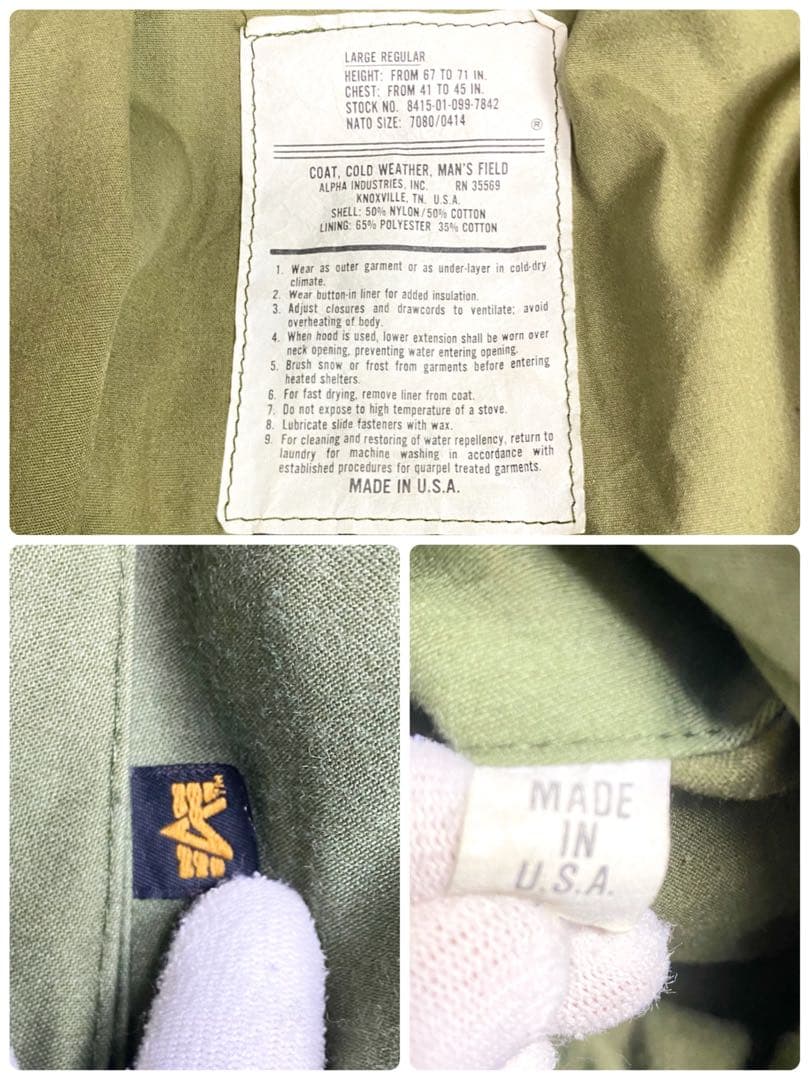 LARGE REGULAR
HEIGHT: FROM 67 TO 71 IN.
CHEST: FROM 41 TO 45 IN.
STOCK NO. 8415-01-099-7842
NATO SIZE: 7080/0414
®
COAT, COLD WEATHER, MAN'S FIELD
ALPHA INDUSTRIES, INC. RN 35569
KNOXVILLE, TN. U.S.A.
SHELL: 50% NYLON/50% COTTON
LINING: 65% POLYESTER 35% COTTON
1. Wear as outer garment or as under-layer in cold-dry
climate.
2. Wear button-in liner for added insulation.
3. Adjust closures and drawcords to ventilate; avoid
overheating of body.
4. When hood is used, lower extension shall be worn over
neck opening, preventing water entering opening.
5. Brush snow or frost from garments before entering
heated shelters.
6. For fast drying, remove liner from coat.
7. Do not expose to high temperature of a stove.
8. Lubricate slide fasteners with wax.
9. For cleaning and restoring of water repellency, return to
laundry for machine washing in accordance with
established procedures for quarpel treated garments.
MADE IN U.S.A.
MADE
IN
U.S.A.